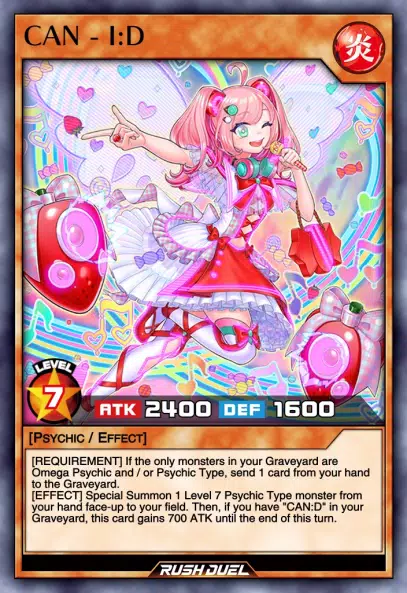 CAN - I:D
炎
LEVEL
7
ATK 2400 DEF 1600
[PSYCHIC / EFFECT]
[REQUIREMENT] If the only monsters in your Graveyard are
Omega Psychic and / or Psychic Type, send 1 card from your hand
to the Graveyard.
[EFFECT] Special Summon 1 Level 7 Psychic Type monster from
your hand face-up to your field. Then, if you have "CAN:D" in your
Graveyard, this card gains 700 ATK until the end of this turn.
RUSH DUEL